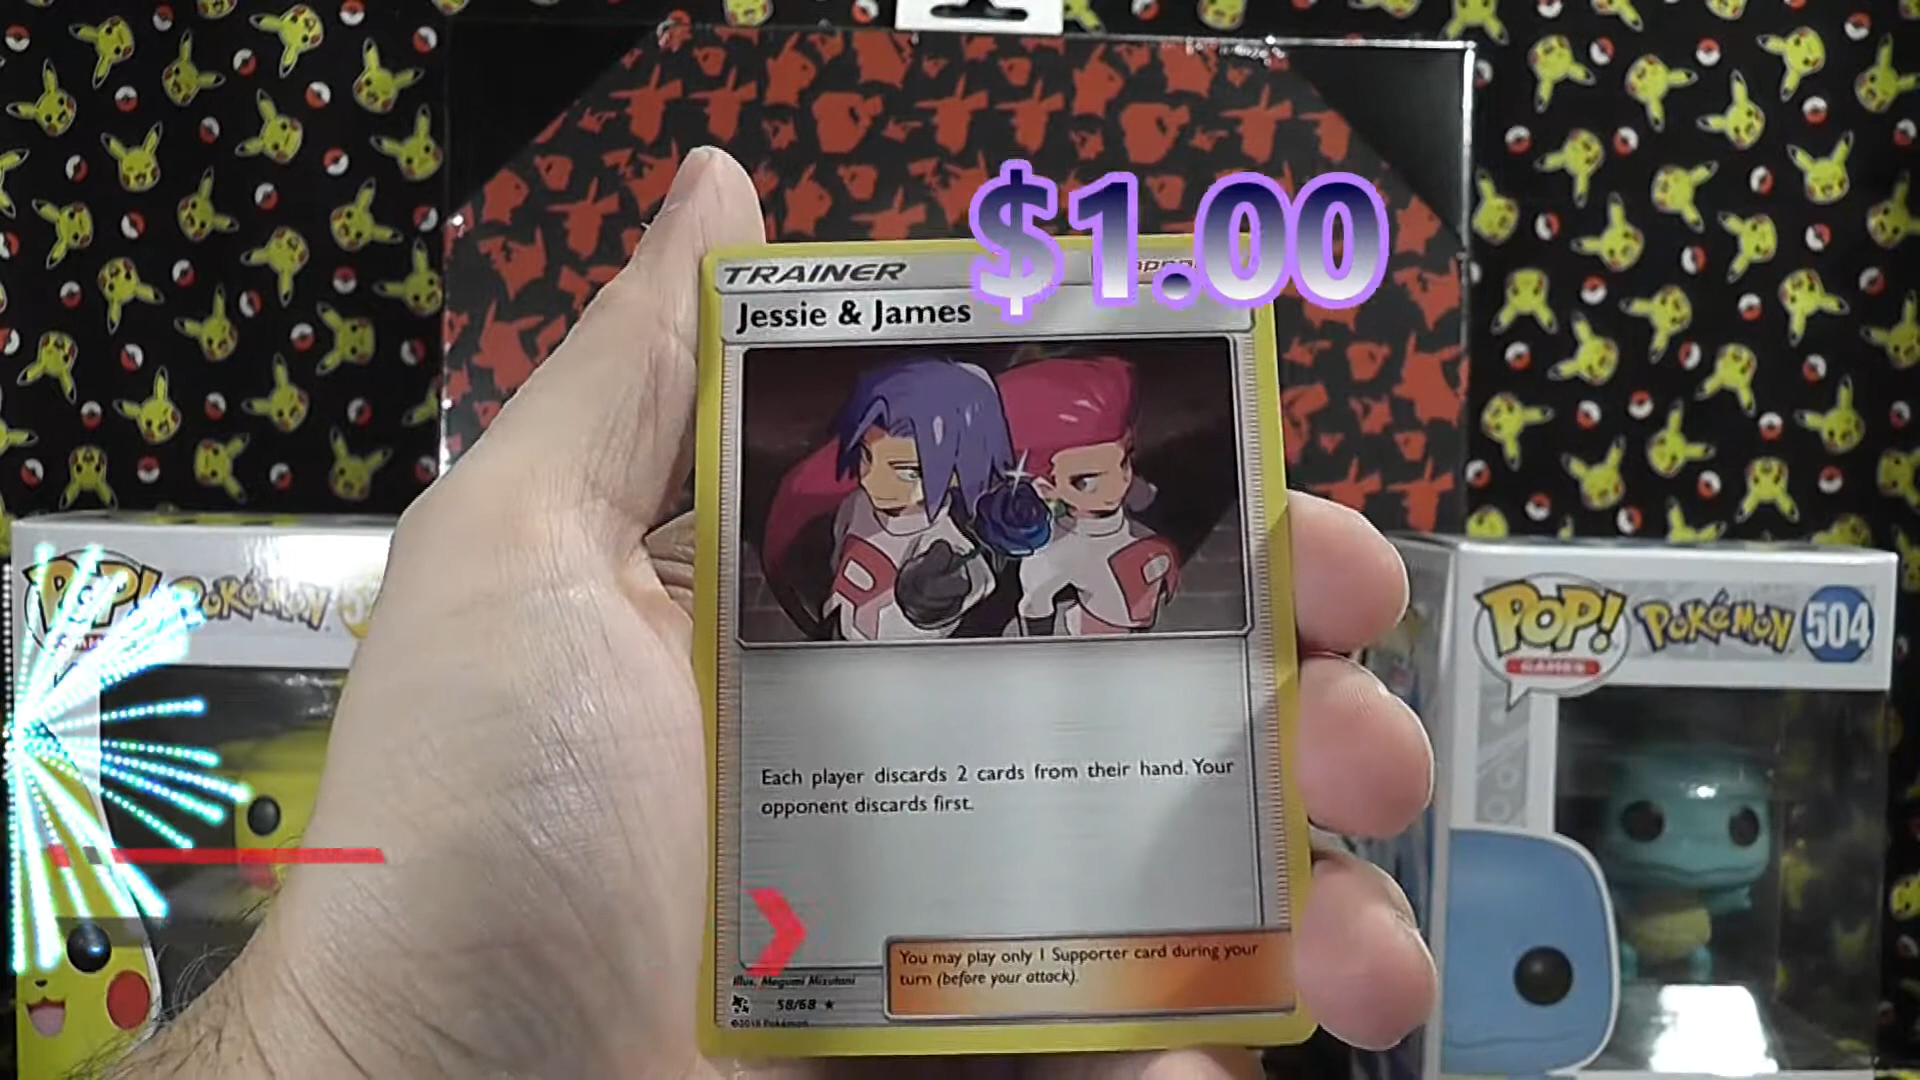 $1.00
TRAINER
Jessie & James
POP! POKéMON
POP! POKéMON 504
GAMES
Each player discards 2 cards from their hand. Your
opponent discards first.
You may play only 1 Supporter card during your
turn (before your attack).
Illus. Megumi Mizutani
58/68 ★